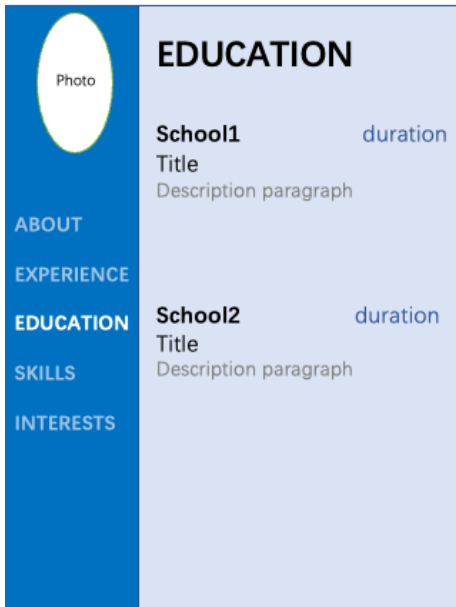 Photo
ABOUT
EXPERIENCE
EDUCATION
SKILLS
INTERESTS
EDUCATION
School1 duration
Title
Description paragraph
School2 duration
Title
Description paragraph